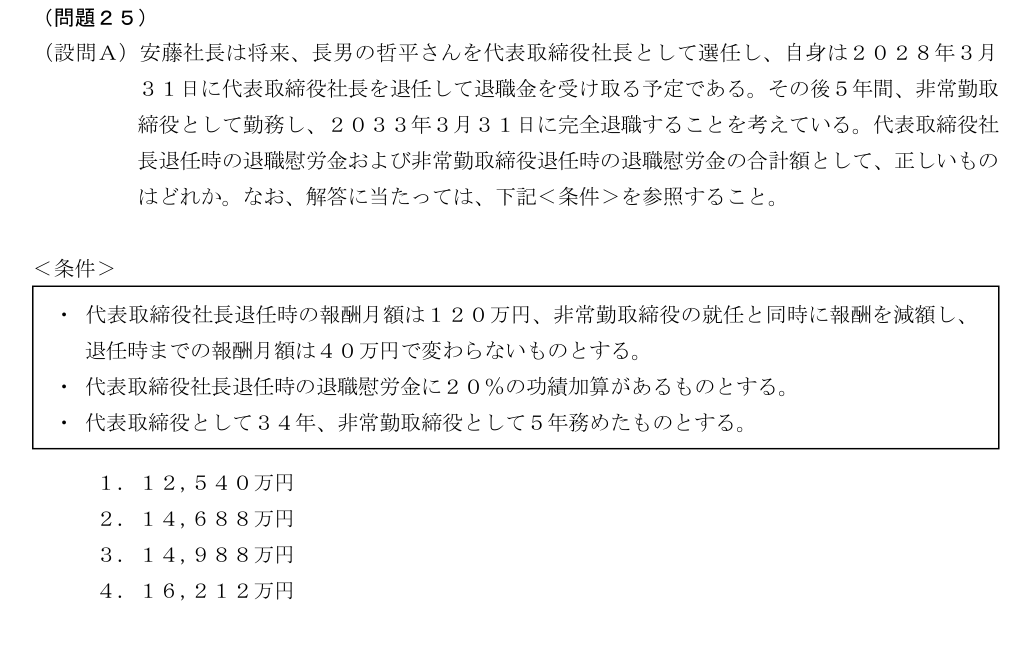 （問題２５）
（設問Ａ）安藤社長は将来、長男の哲平さんを代表取締役社長として選任し、自身は２０２８年３月
３１日に代表取締役社長を退任して退職金を受け取る予定である。その後５年間、非常勤取
締役として勤務し、２０３３年３月３１日に完全退職することを考えている。代表取締役社
長退任時の退職慰労金および非常勤取締役退任時の退職慰労金の合計額として、正しいもの
はどれか。なお、解答に当たっては、下記＜条件＞を参照すること。
＜条件＞
・ 代表取締役社長退任時の報酬月額は１２０万円、非常勤取締役の就任と同時に報酬を減額し、
退任時までの報酬月額は４０万円で変わらないものとする。
・ 代表取締役社長退任時の退職慰労金に２０％の功績加算があるものとする。
・ 代表取締役として３４年、非常勤取締役として５年務めたものとする。
１．１２，５４０万円
２．１４，６８８万円
３．１４，９８８万円
４．１６，２１２万円